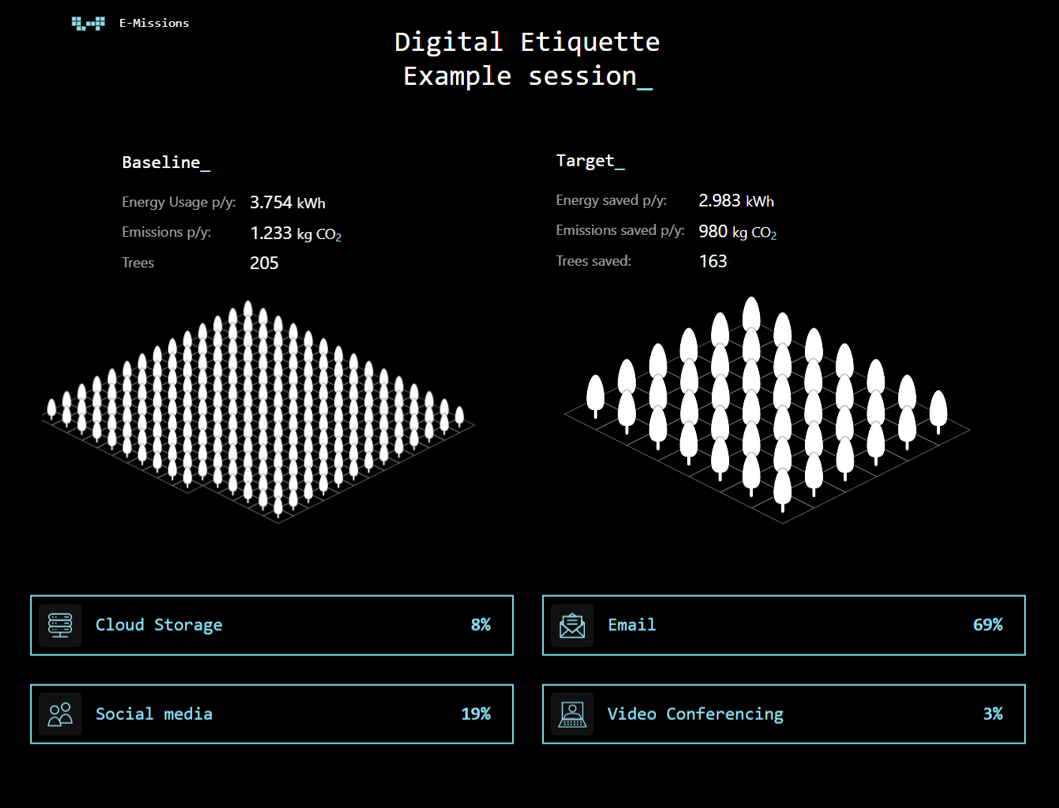 E-Missions
Digital Etiquette
Example session_
Baseline_
Energy Usage p/y: 3.754 kWh
Emissions p/y: 1.233 kg CO₂
Trees 205
Target_
Energy saved p/y: 2.983 kWh
Emissions saved p/y: 980 kg CO₂
Trees saved: 163
Cloud Storage 8%
Email 69%
Social media 19%
Video Conferencing 3%